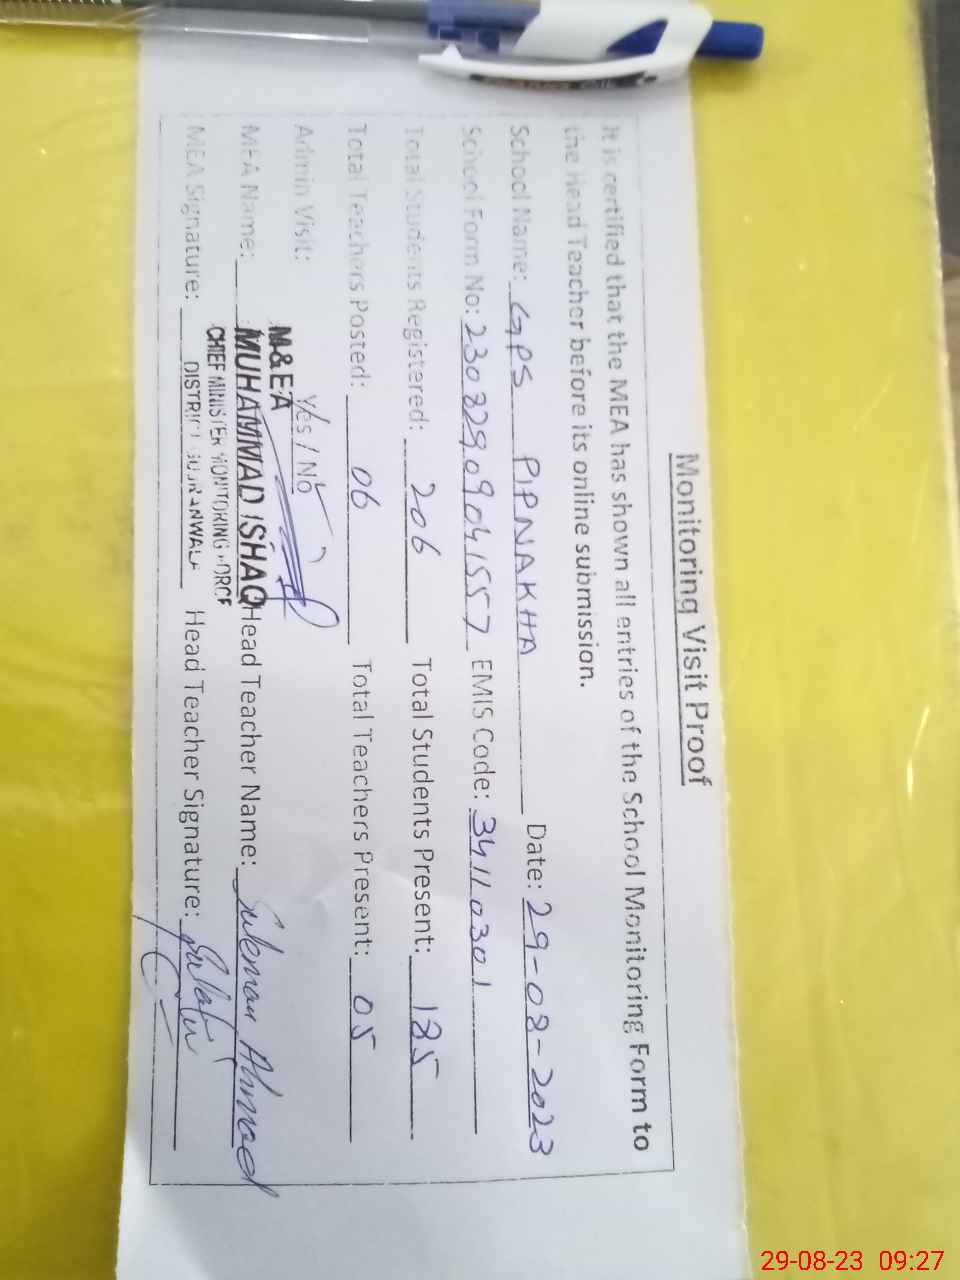 Monitoring Visit Proof
It is certified that the MEA has shown all entries of the School Monitoring Form to
the Head Teacher before its online submission.
School Name: GPS PIPNAKHA Date: 29-08-2023
School Form No: 23082909041557 EMIS Code: 34110301
Total Students Registered: 206 Total Students Present: 185
Total Teachers Posted: 06 Total Teachers Present: 05
Admin Visit: Yes / No
M&EA
MEA Name: MUHAMMAD ISHAQ Head Teacher Name: Suleman Ahmad
CHIEF MINISTER MONITORING FORCE
MEA Signature: DISTRICT GUJRANWALA Head Teacher Signature:
29-08-23 09:27